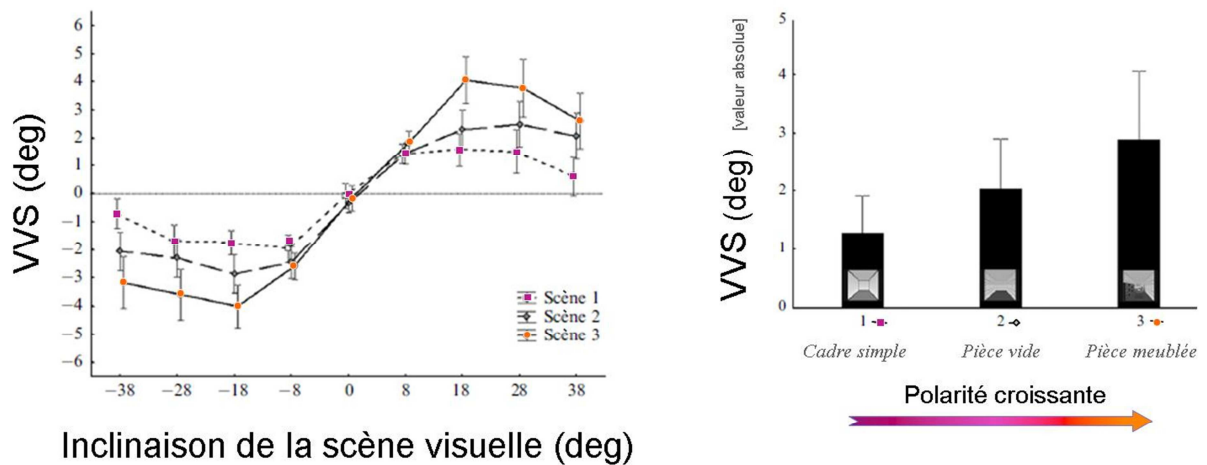 6
5
4
3
2
1
0
−1
−2
−3
−4
−5
−6
VVS (deg)
Scène 1
Scène 2
Scène 3
−38 −28 −18 −8 0 8 18 28 38
Inclinaison de la scène visuelle (deg)
5
4
3
2
1
0
VVS (deg) [valeur absolue]
1 2 3
Cadre simple Pièce vide Pièce meublée
Polarité croissante